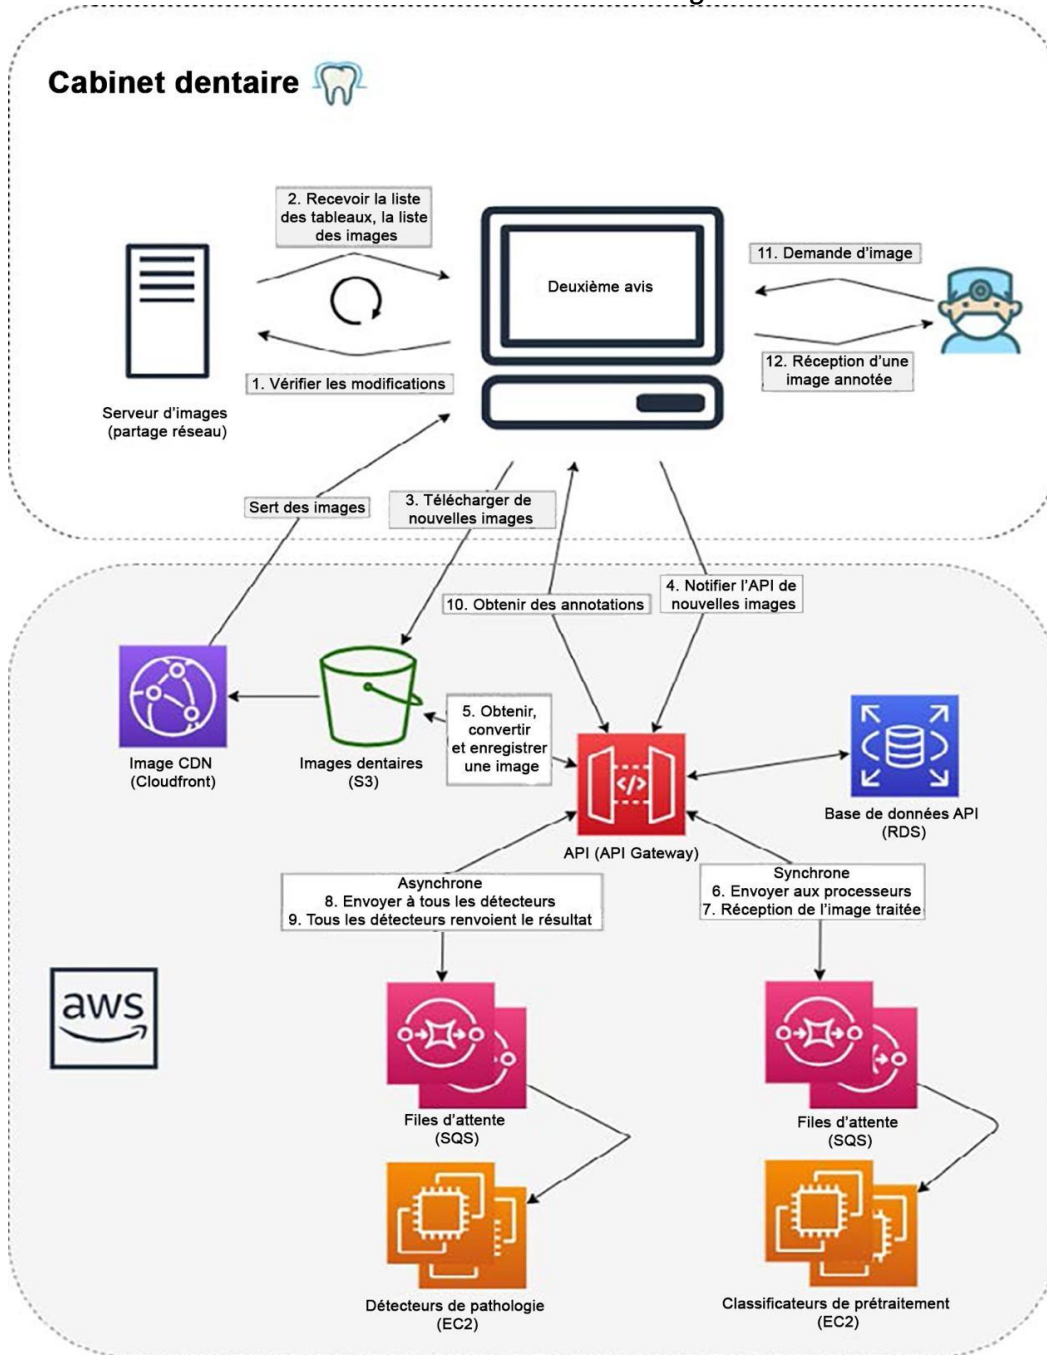 Cabinet dentaire
2. Recevoir la liste
des tableaux, la liste
des images
Deuxième avis
11. Demande d'image
1. Vérifier les modifications
12. Réception d'une
image annotée
Serveur d'images
(partage réseau)
Sert des images
3. Télécharger de
nouvelles images
10. Obtenir des annotations
4. Notifier l'API de
nouvelles images
5. Obtenir,
convertir
et enregistrer
une image
Image CDN
(Cloudfront)
Images dentaires
(S3)
</>
API (API Gateway)
Base de données API
(RDS)
Asynchrone
8. Envoyer à tous les détecteurs
9. Tous les détecteurs renvoient le résultat
Synchrone
6. Envoyer aux processeurs
7. Réception de l'image traitée
aws
Files d'attente
(SQS)
Files d'attente
(SQS)
Détecteurs de pathologie
(EC2)
Classificateurs de prétraitement
(EC2)